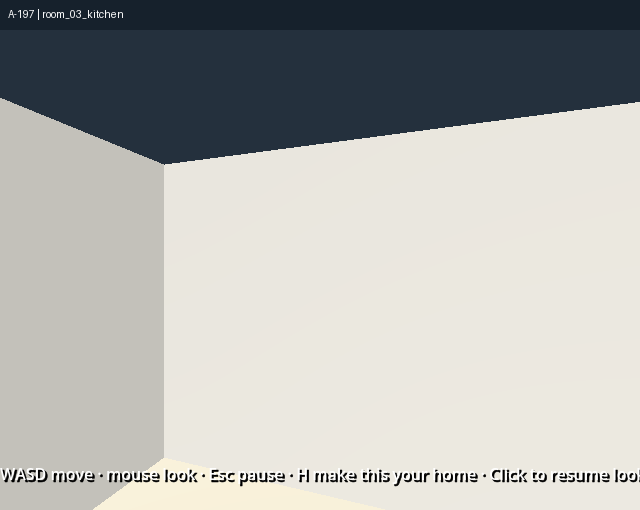 A-197 | room_03_kitchen
WASD move · mouse look · Esc pause · H make this your home · Click to resume